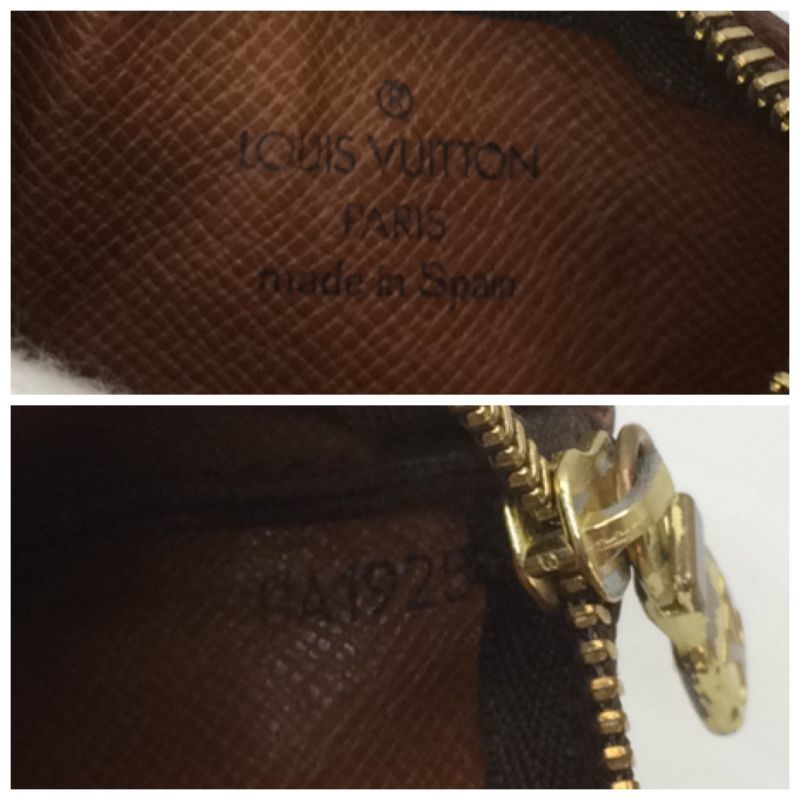 ®
LOUIS VUITTON
PARIS
made in Spain
CA1925